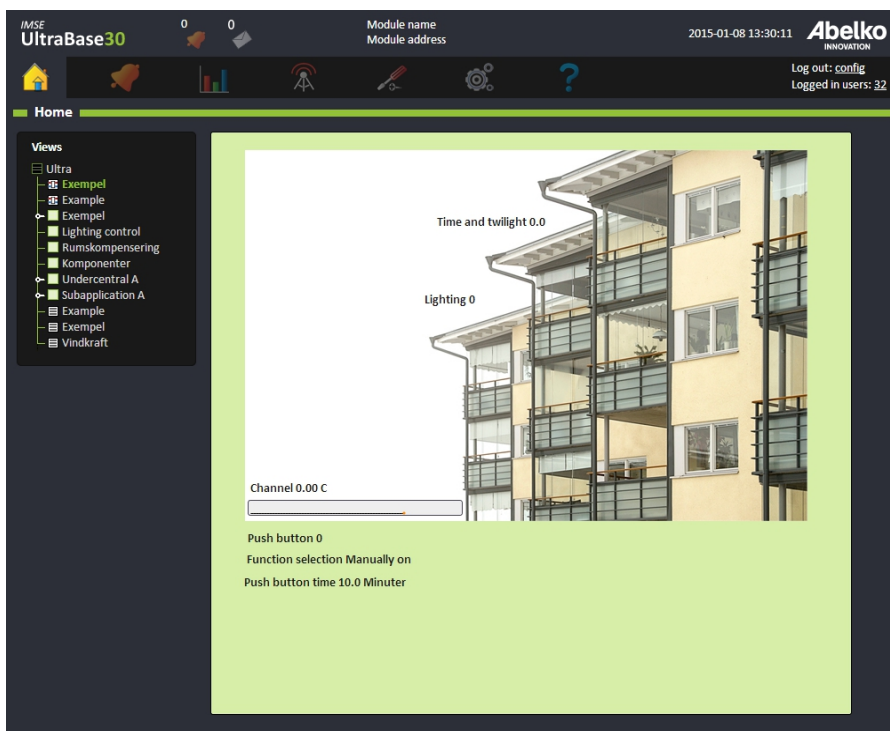 IMSE
UltraBase30
0
0
Module name
Module address
2015-01-08 13:30:11
Abelko
INNOVATION
?
Log out: config
Logged in users: 32
Home
Views
Ultra
Exempel
Example
Exempel
Lighting control
Rumskompensering
Komponenter
Undercentral A
Subapplication A
Example
Exempel
Vindkraft
Time and twilight 0.0
Lighting 0
Channel 0.00 C
Push button 0
Function selection Manually on
Push button time 10.0 Minuter